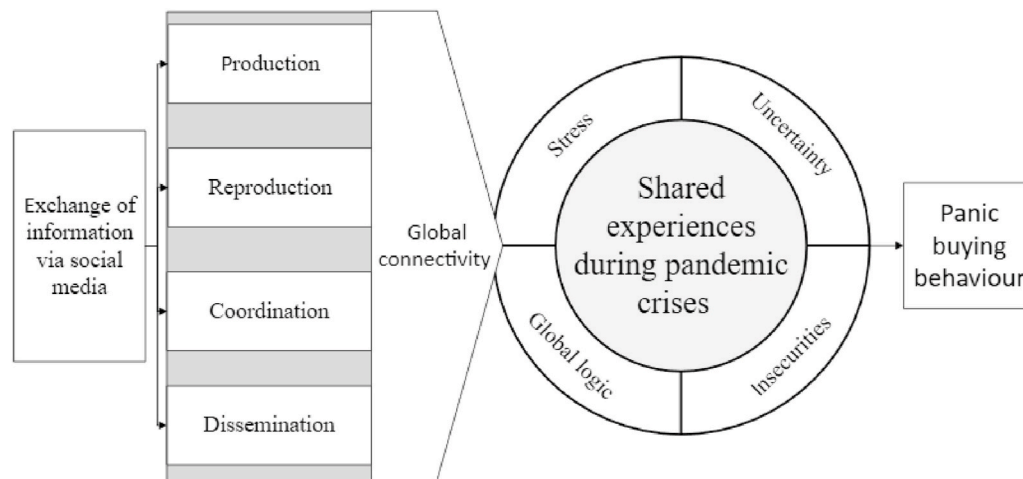 Exchange of
information
via social
media
Production
Reproduction
Coordination
Dissemination
Global
connectivity
Stress
Uncertainty
Global logic
Insecurities
Shared
experiences
during pandemic
crises
Panic
buying
behaviour